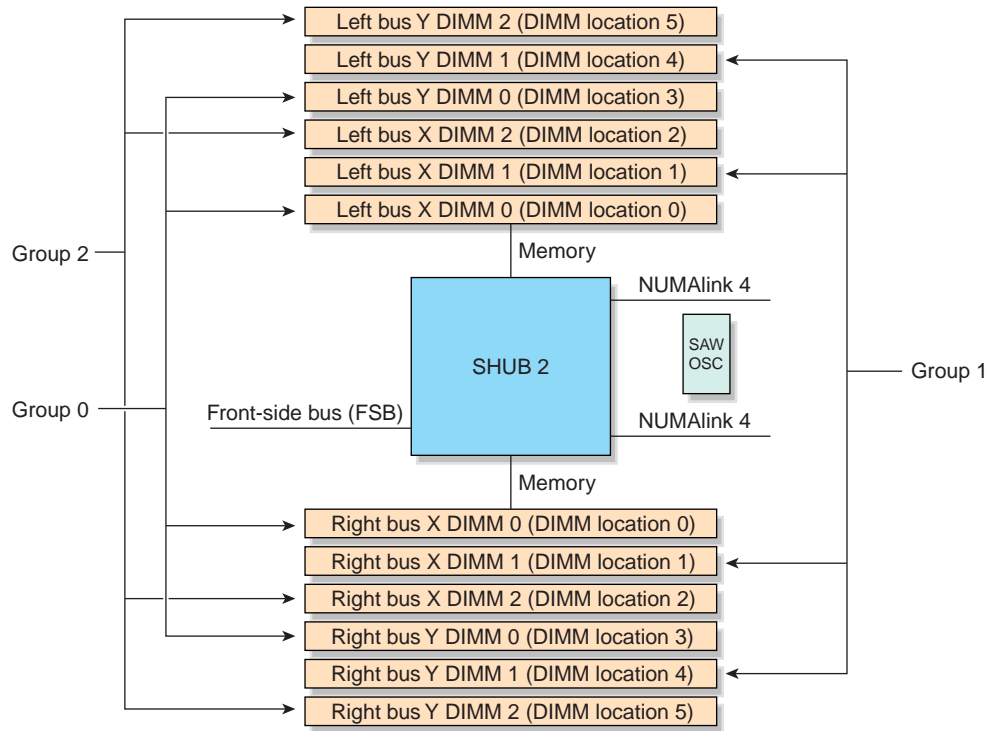 Left bus Y DIMM 2 (DIMM location 5)
Left bus Y DIMM 1 (DIMM location 4)
Left bus Y DIMM 0 (DIMM location 3)
Left bus X DIMM 2 (DIMM location 2)
Left bus X DIMM 1 (DIMM location 1)
Left bus X DIMM 0 (DIMM location 0)
Group 2
Memory
NUMAlink 4
SAW
OSC
SHUB 2
Group 1
Group 0
Front-side bus (FSB)
NUMAlink 4
Memory
Right bus X DIMM 0 (DIMM location 0)
Right bus X DIMM 1 (DIMM location 1)
Right bus X DIMM 2 (DIMM location 2)
Right bus Y DIMM 0 (DIMM location 3)
Right bus Y DIMM 1 (DIMM location 4)
Right bus Y DIMM 2 (DIMM location 5)